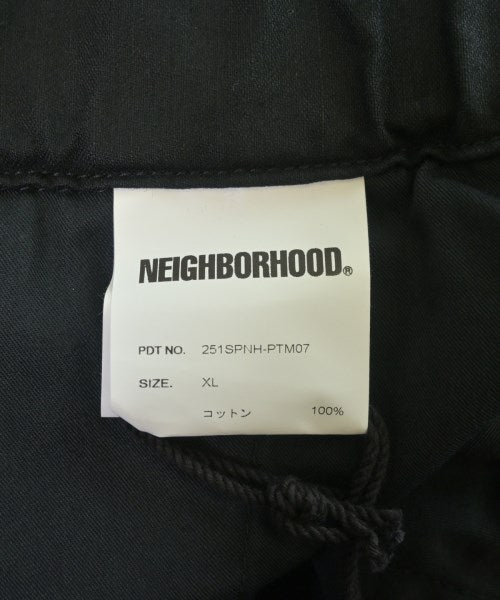 NEIGHBORHOOD®
PDT NO. 251SPNH-PTM07
SIZE. XL
コットン 100%